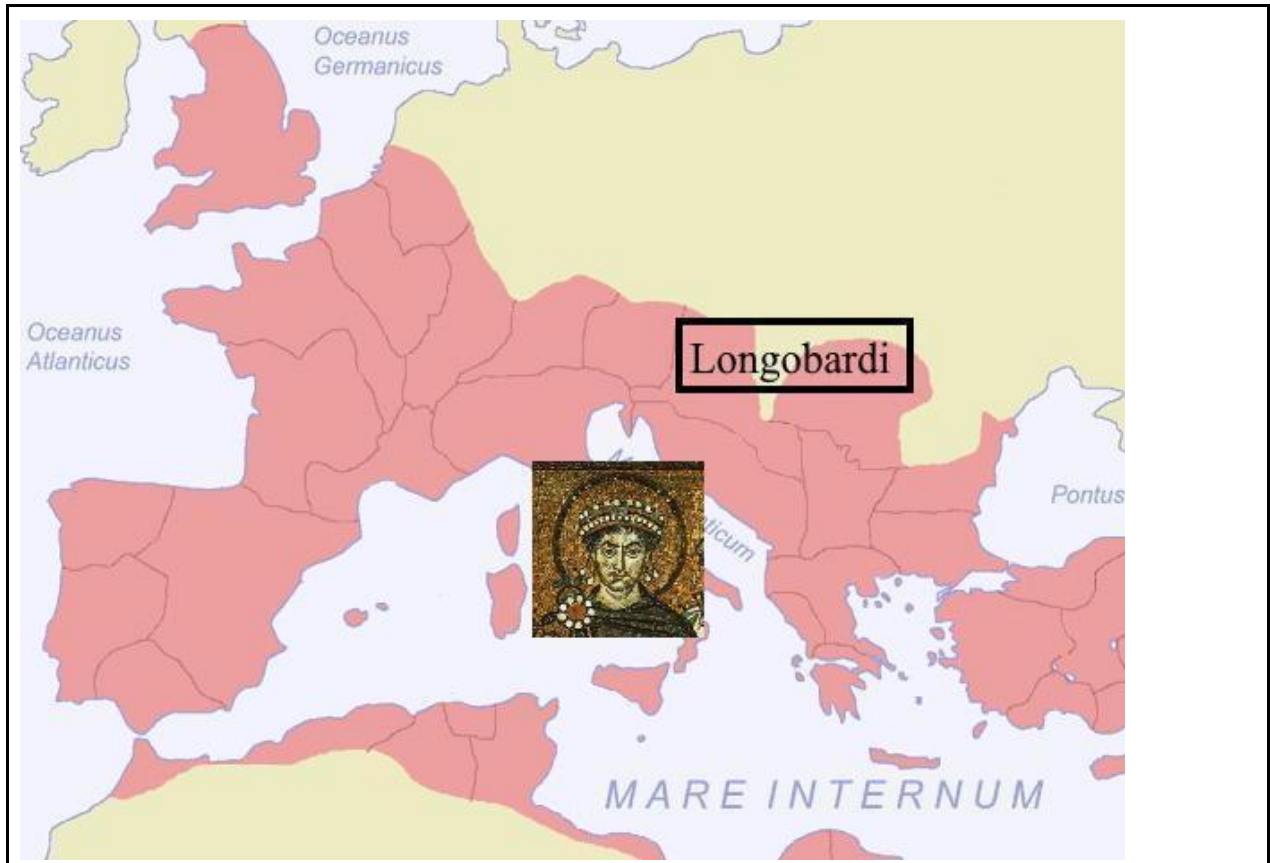 Oceanus
Germanicus
Oceanus
Atlanticus
Longobardi
Pontus
MARE INTERNUM